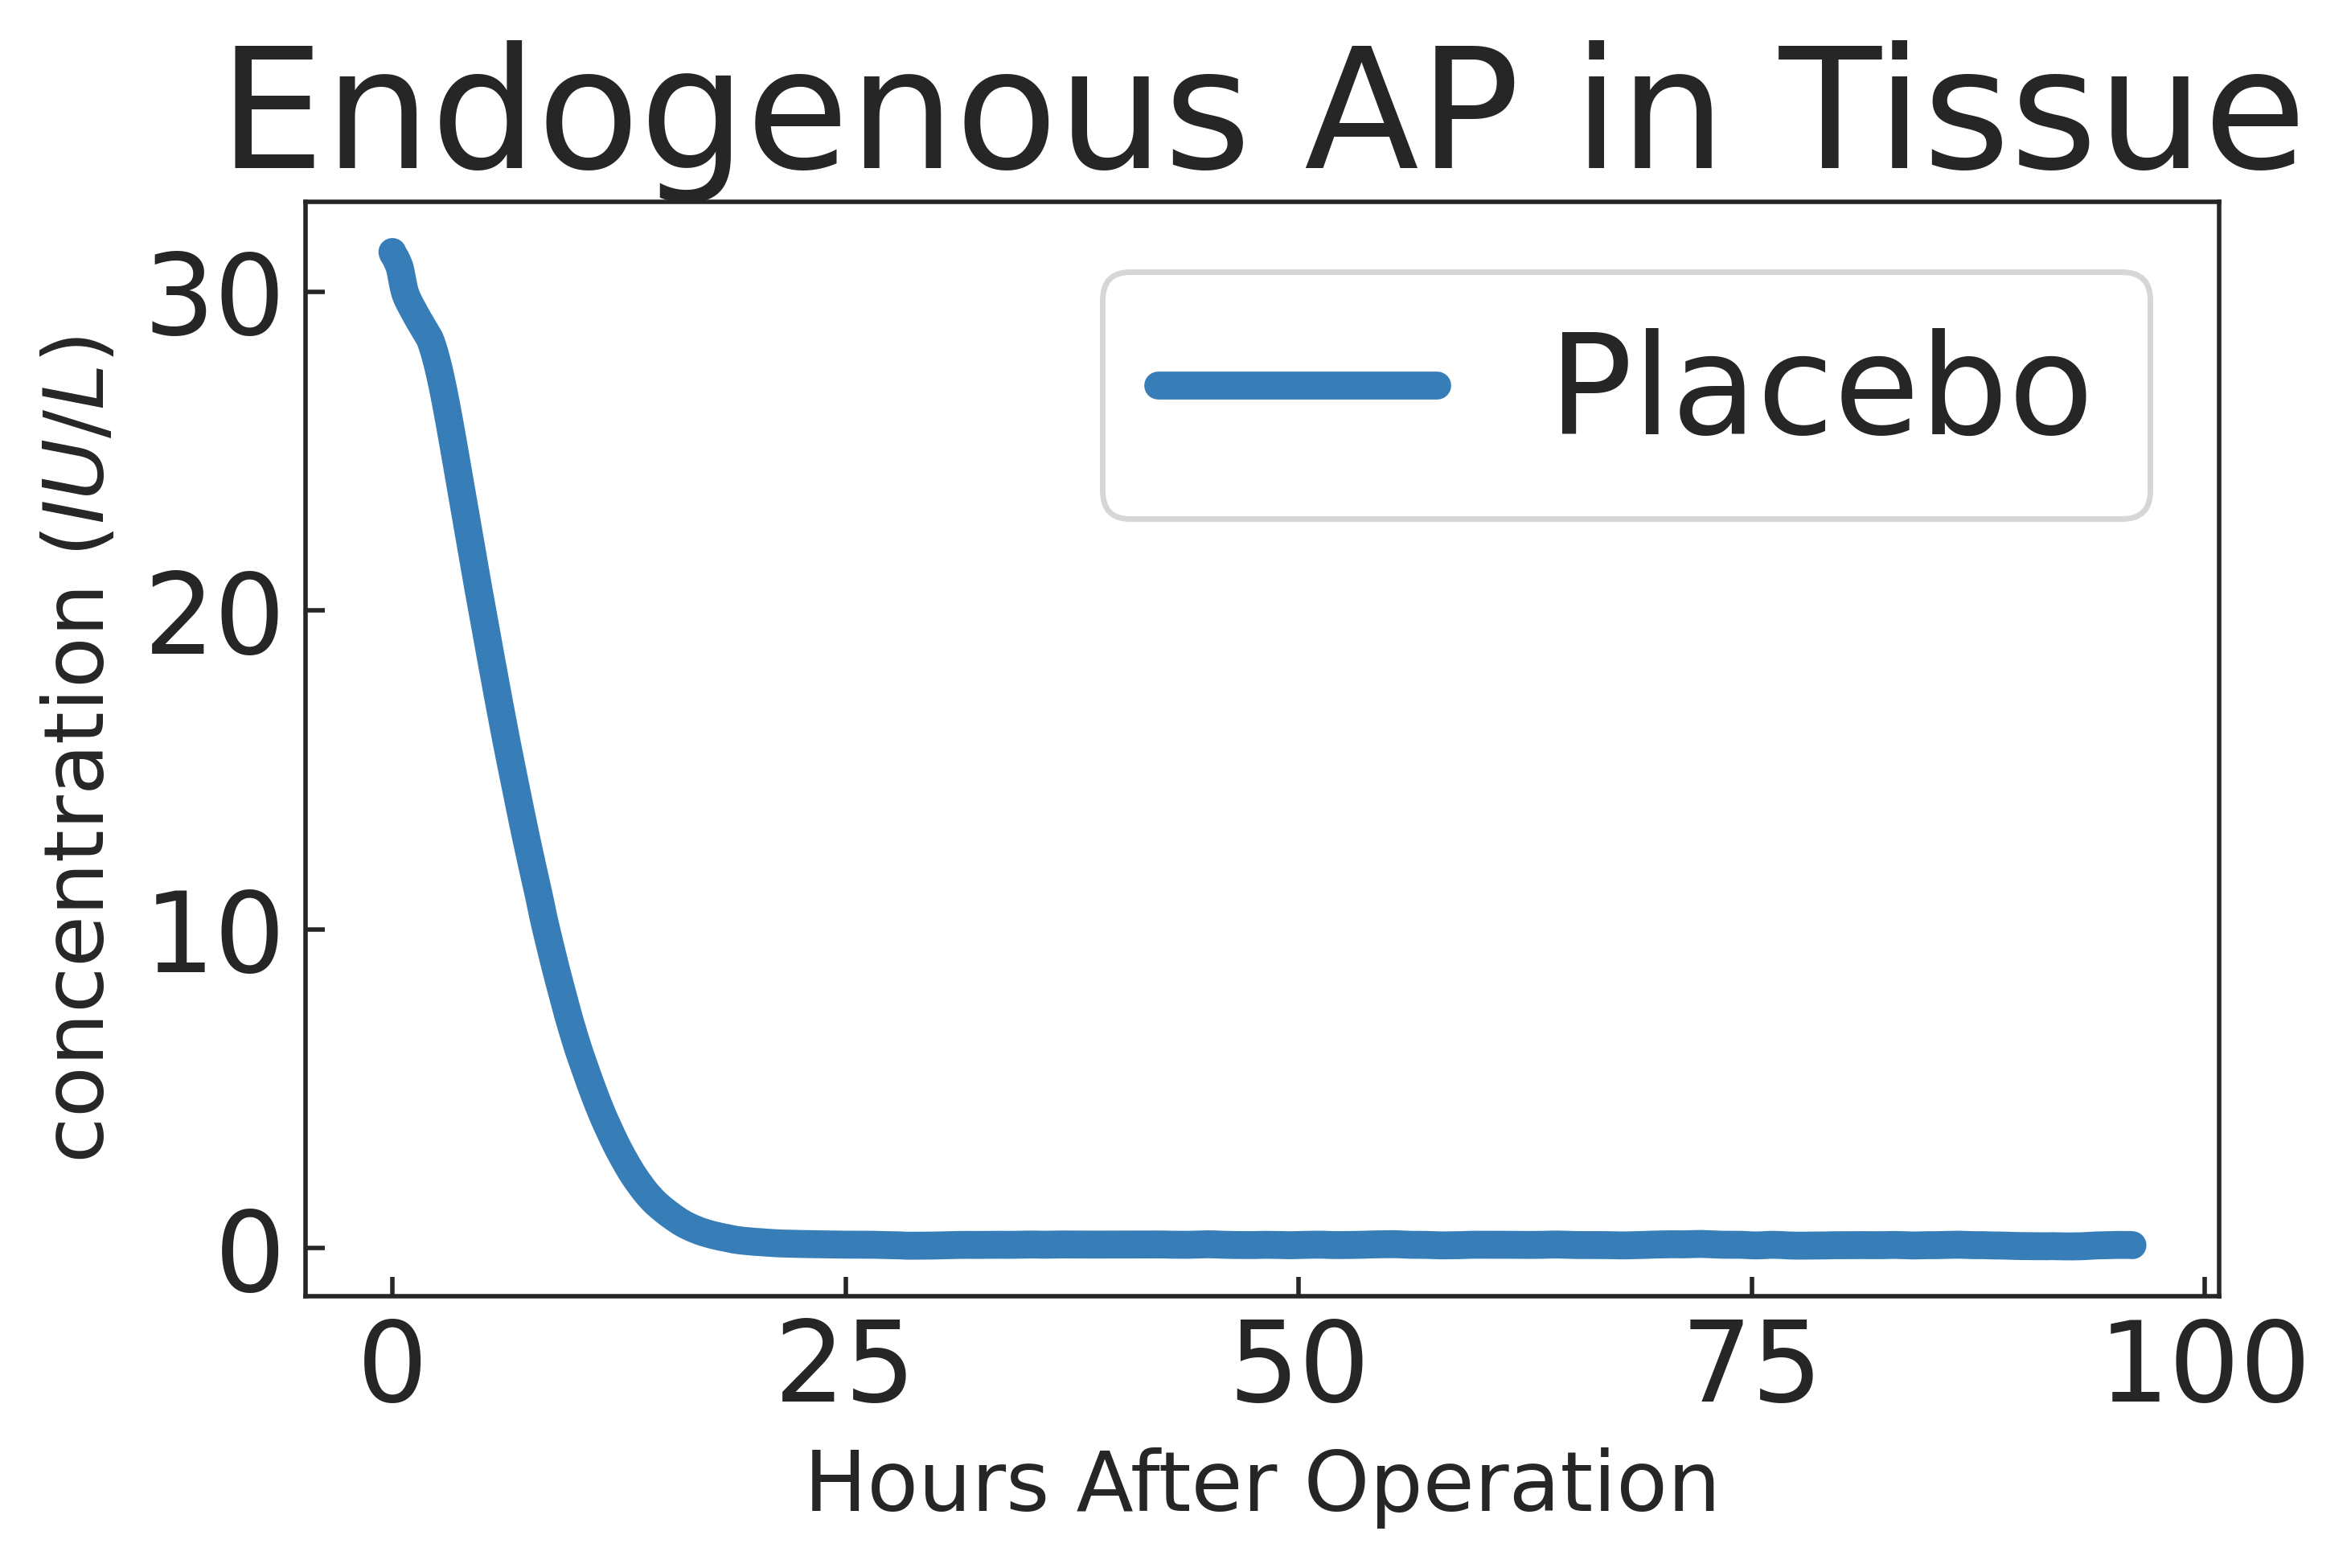 Endogenous AP in Tissue
concentration (IU/L)
30
20
10
0
Placebo
0 25 50 75 100
Hours After Operation